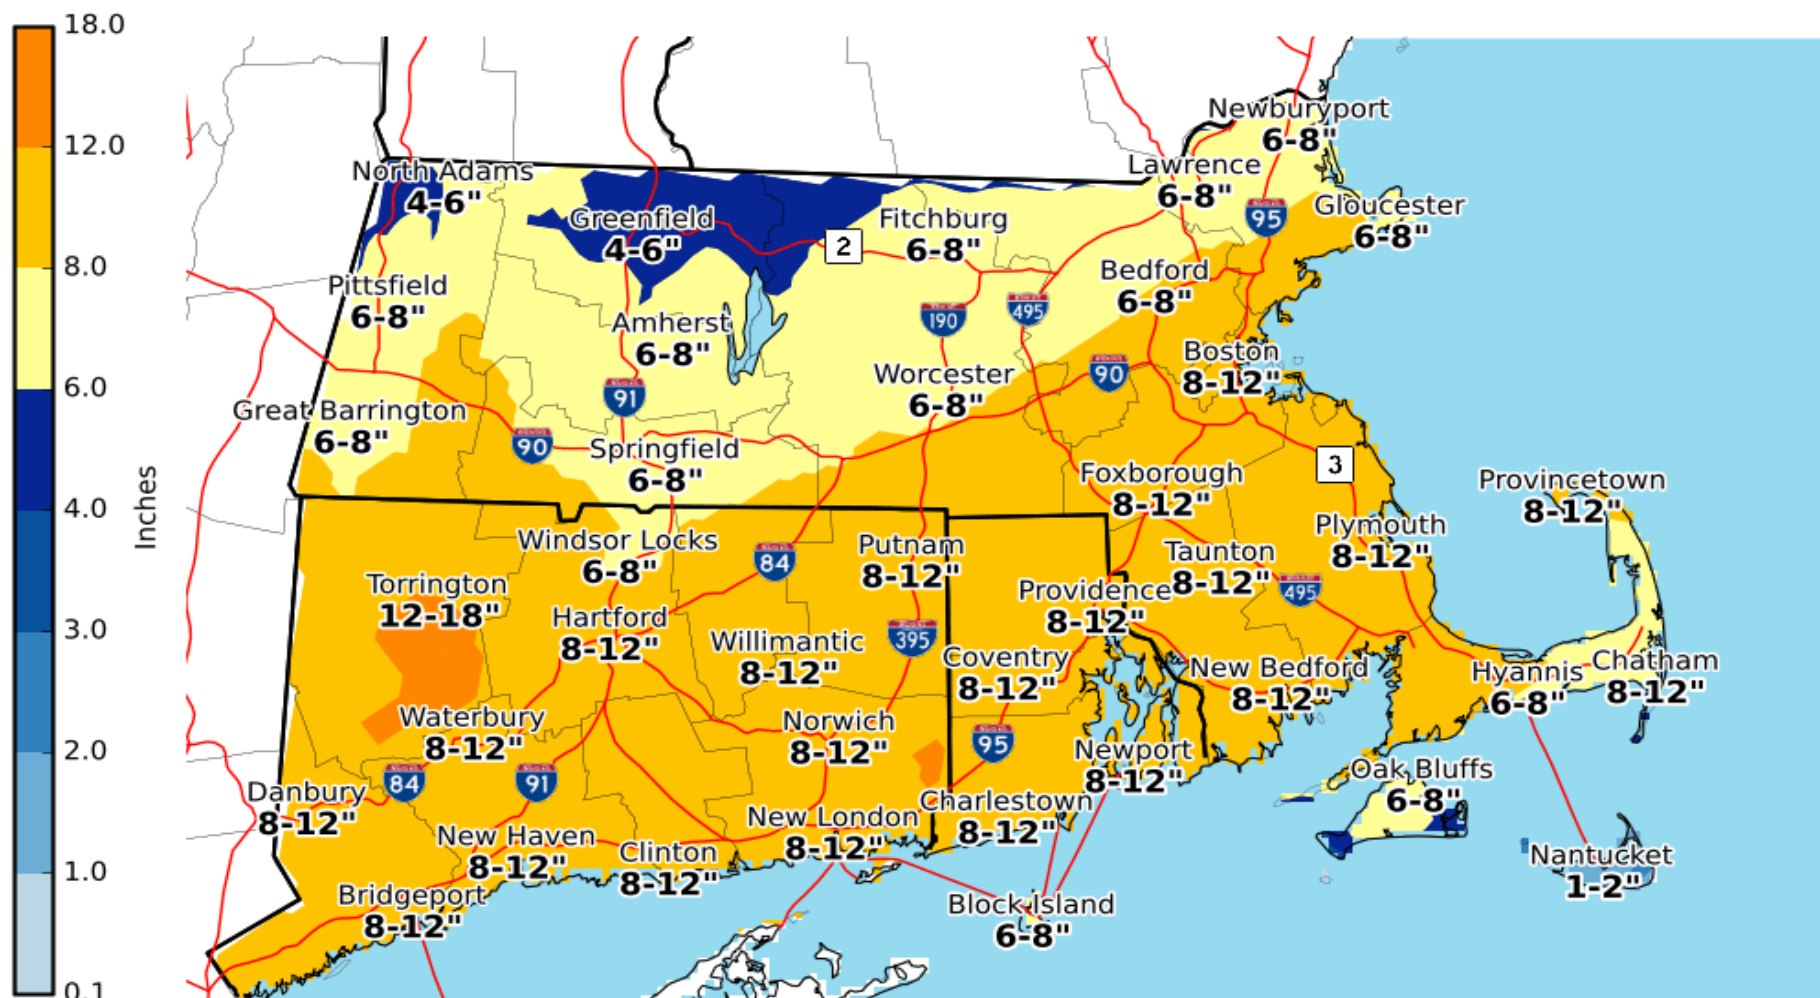 18.0
12.0
8.0
6.0
4.0
3.0
2.0
1.0
0.1
Inches
Newburyport
6-8"
Lawrence
6-8"
North Adams
4-6"
95
Gloucester
6-8"
Greenfield
4-6"
2
Fitchburg
6-8"
Pittsfield
6-8"
Bedford
6-8"
190
495
Amherst
6-8"
Boston
8-12"
90
Worcester
6-8"
91
Great Barrington
6-8"
90
Springfield
6-8"
Foxborough
8-12"
3
Provincetown
8-12"
Windsor Locks
6-8"
84
Putnam
8-12"
Taunton
8-12"
Plymouth
8-12"
Torrington
12-18"
Providence
8-12"
495
Hartford
8-12"
Willimantic
8-12"
395
Coventry
8-12"
New Bedford
8-12"
Hyannis
6-8"
Chatham
8-12"
Waterbury
8-12"
Norwich
8-12"
95
Newport
8-12"
Oak Bluffs
6-8"
84
91
Danbury
8-12"
New Haven
8-12"
Clinton
8-12"
New London
8-12"
Charlestown
8-12"
Nantucket
1-2"
Bridgeport
8-12"
Block Island
6-8"